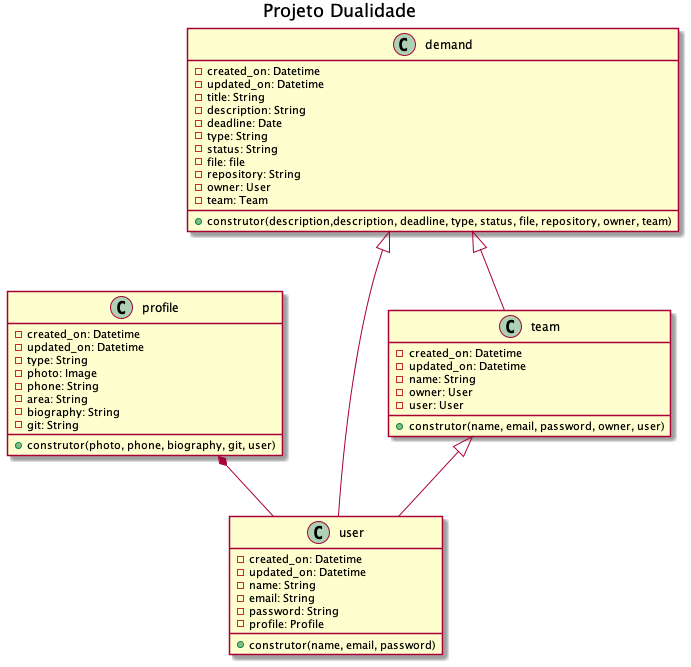 Projeto Dualidade
C demand
created_on: Datetime
updated_on: Datetime
title: String
description: String
deadline: Date
type: String
status: String
file: file
repository: String
owner: User
team: Team
construtor(description,description, deadline, type, status, file, repository, owner, team)
C profile
created_on: Datetime
updated_on: Datetime
type: String
photo: Image
phone: String
area: String
biography: String
git: String
construtor(photo, phone, biography, git, user)
C team
created_on: Datetime
updated_on: Datetime
name: String
owner: User
user: User
construtor(name, email, password, owner, user)
C user
created_on: Datetime
updated_on: Datetime
name: String
email: String
password: String
profile: Profile
construtor(name, email, password)